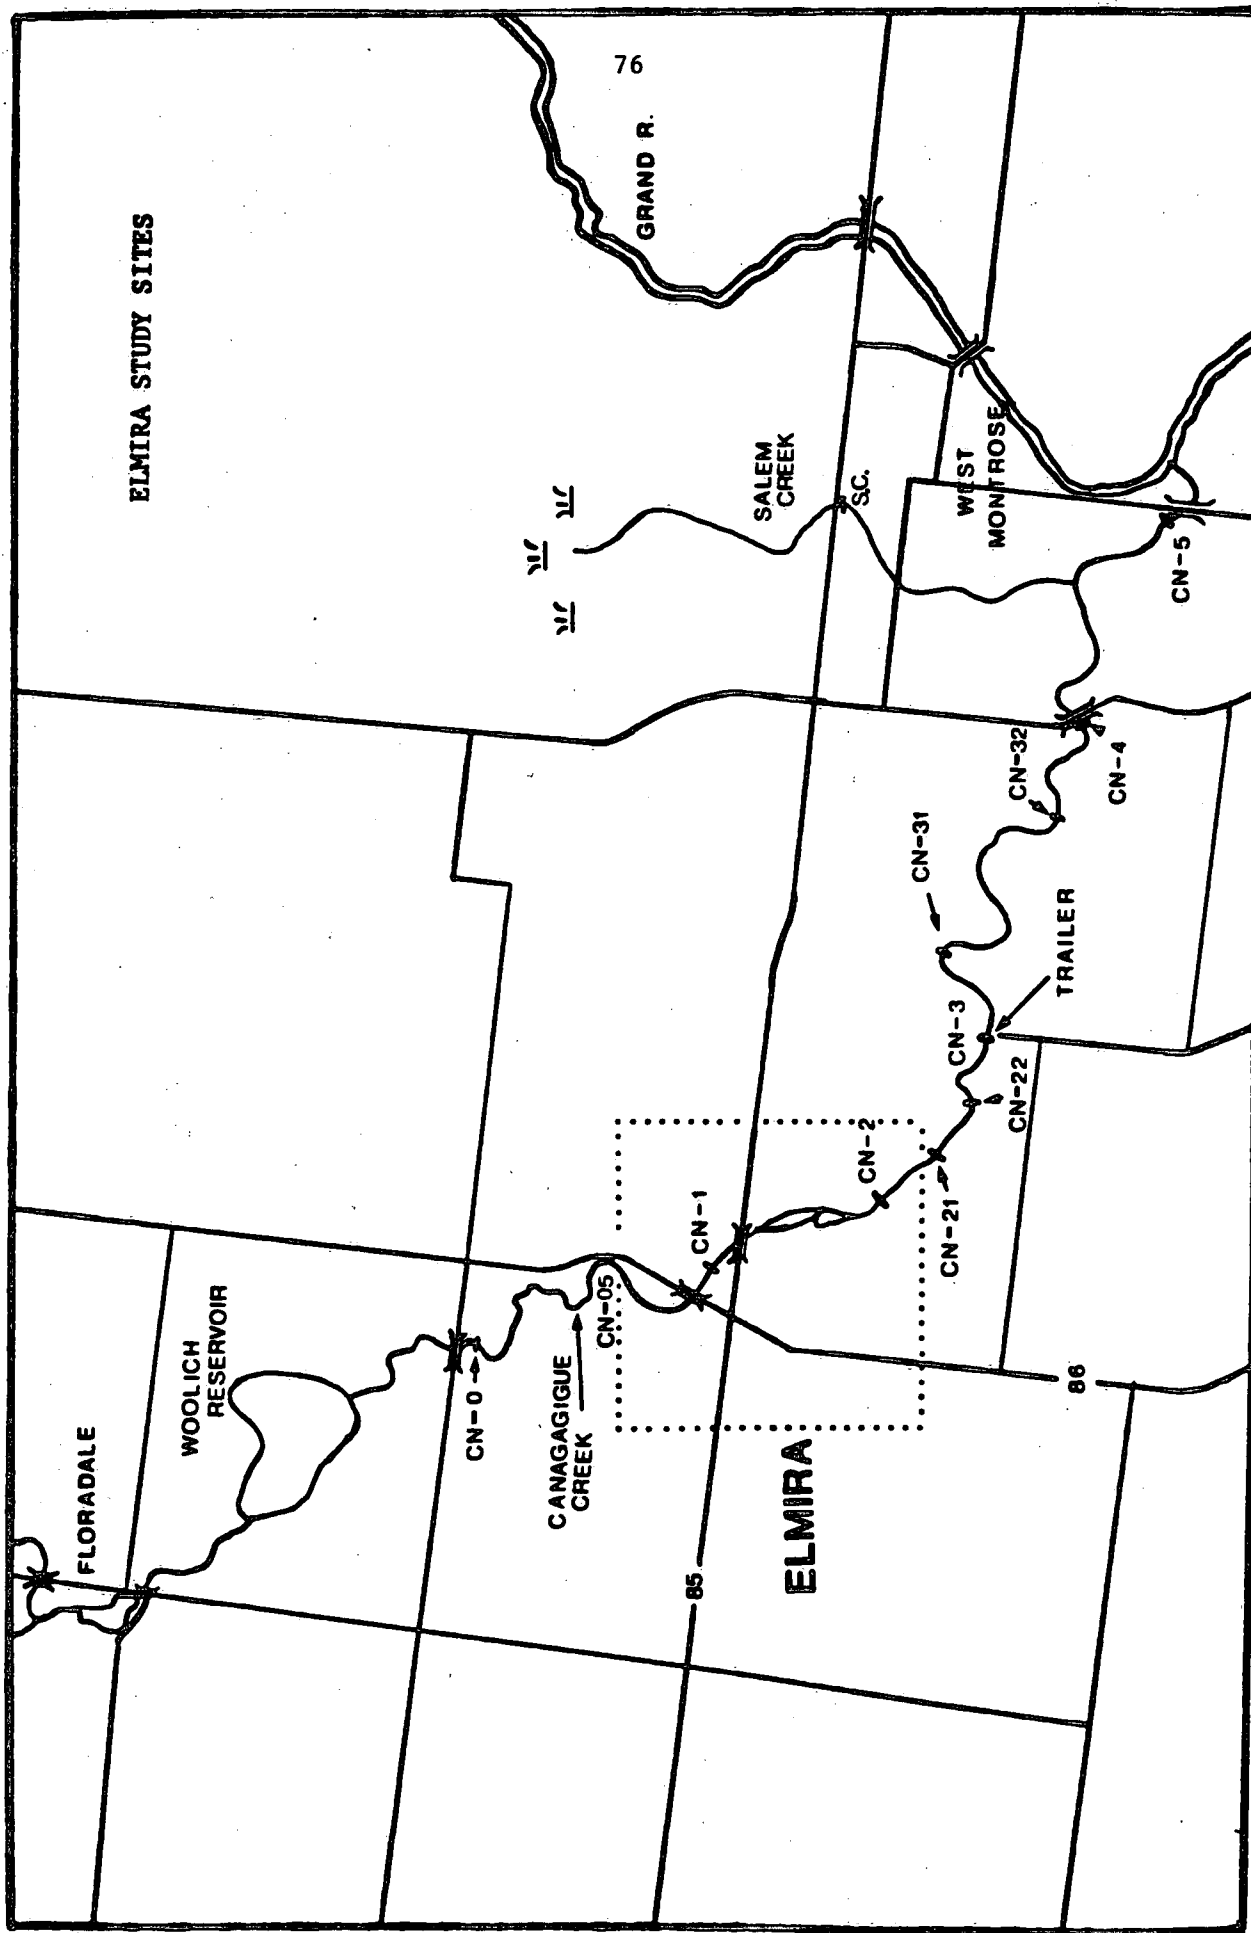 76
ELMIRA STUDY SITES
GRAND R.
SALEM
CREEK
S.C.
WEST
MONTROSE
CN-5
CN-32
CN-4
CN-31
TRAILER
CN-3
CN-22
CN-2
CN-21
CN-1
CN-05
CANAGAGIGUE
CREEK
CN-0
WOOLICH
RESERVOIR
FLORADALE
ELMIRA
85
86